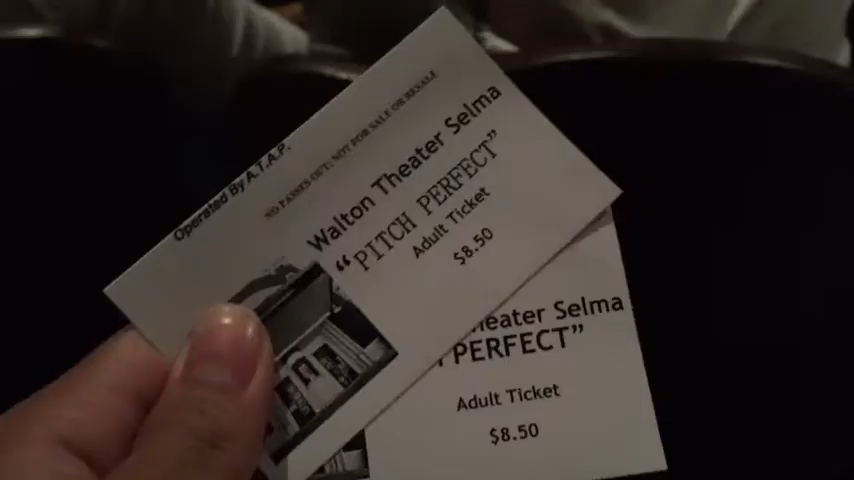 Operated By A.T.A.P.
NO PASSES OUT; NOT FOR SALE OR RESALE
Walton Theater Selma
“PITCH PERFECT”
Adult Ticket
$8.50
heater Selma
PERFECT”
Adult Ticket
$8.50